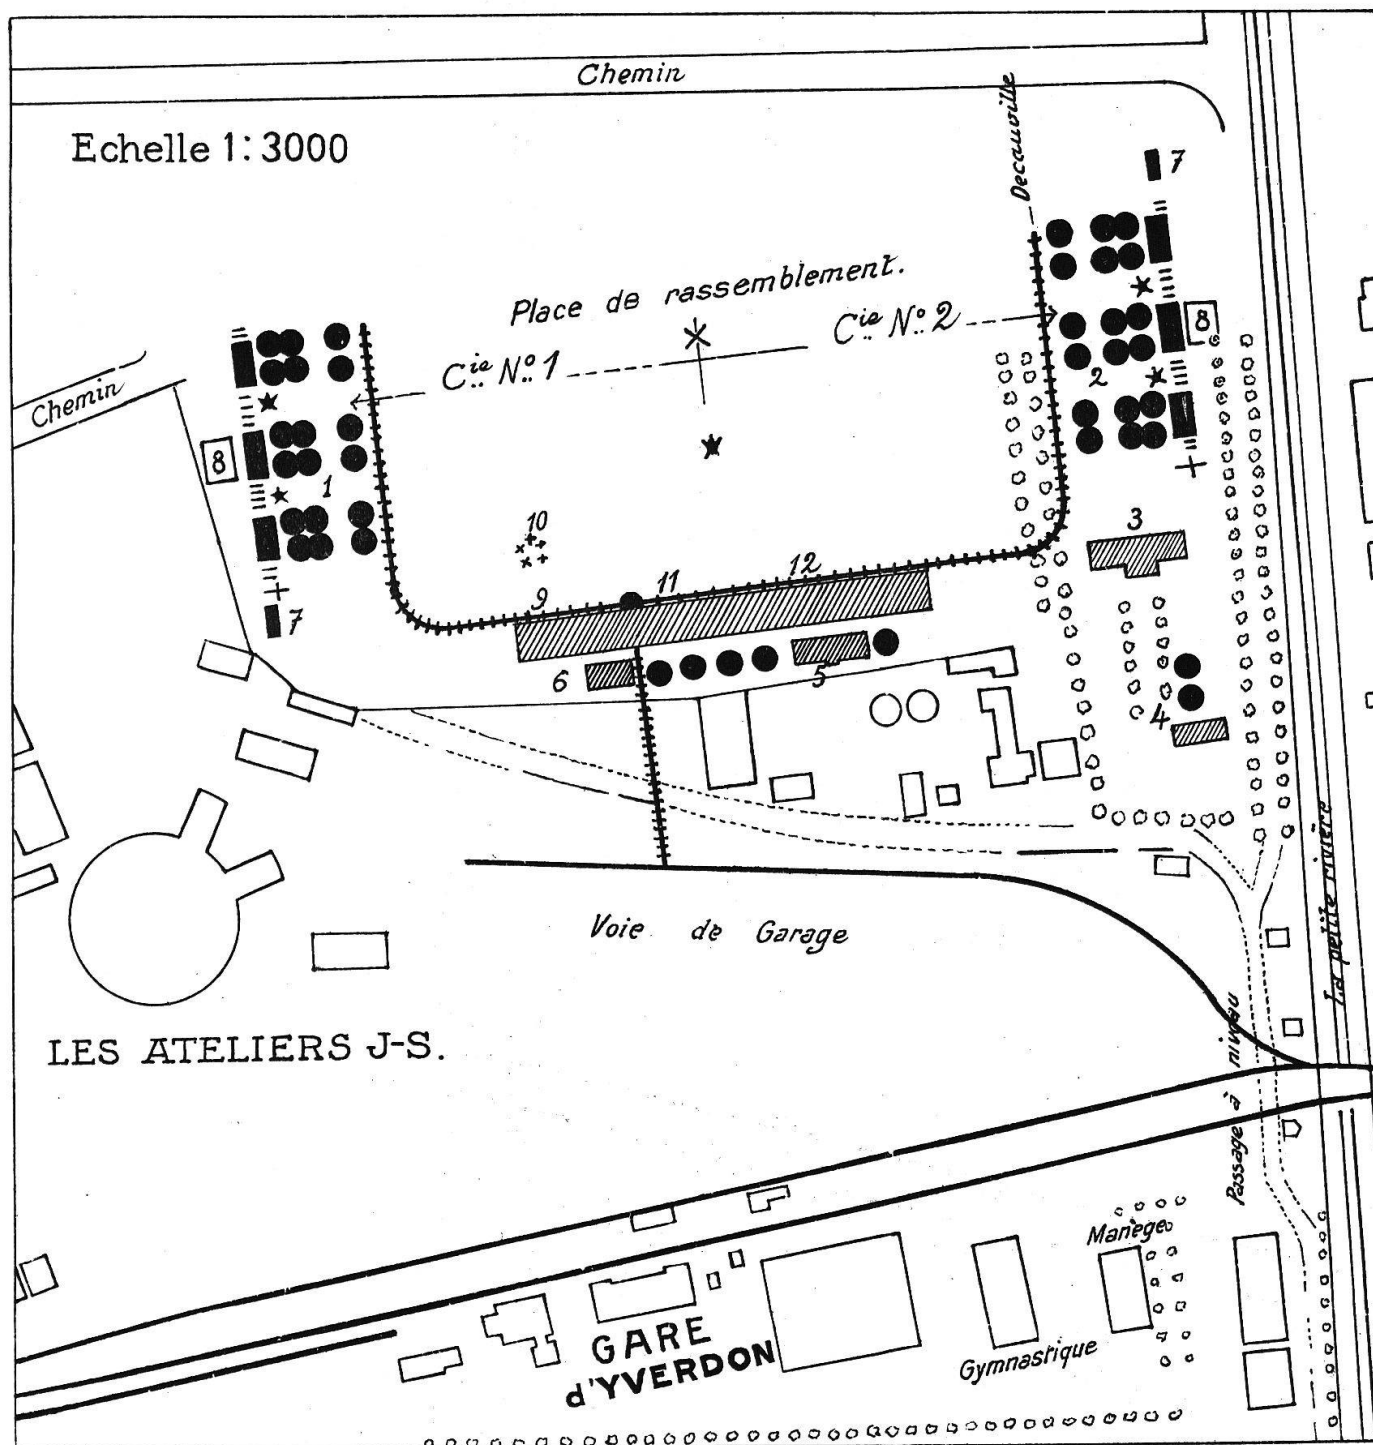 Chemin
Echelle 1:3000
Decauville
7
Place de rassemblement.
Cie No 2
8
Cie No 1
2
Chemin
8
1
3
10
12
11
9
7
6
5
4
La petite rivière
Voie de Garage
Passage à niveau
LES ATELIERS J-S.
Manège
GARE
d'YVERDON
Gymnastique